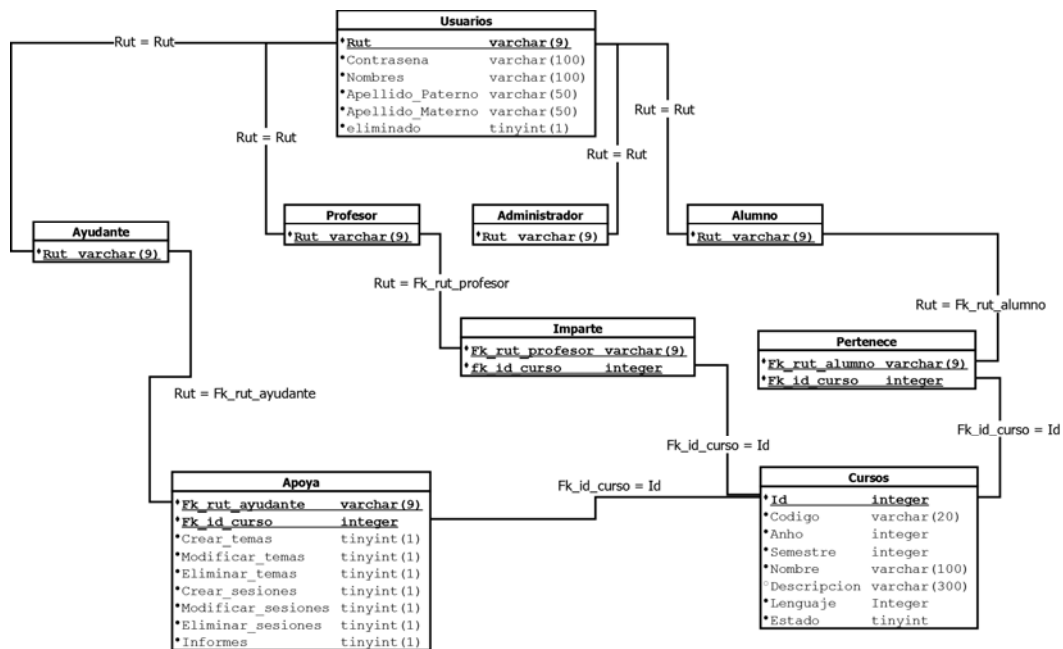 Usuarios
Rut varchar(9)
Contrasena varchar(100)
Nombres varchar(100)
Apellido_Paterno varchar(50)
Apellido_Materno varchar(50)
eliminado tinyint(1)
Rut = Rut
Rut = Rut
Rut = Rut
Rut = Rut
Ayudante
Rut varchar(9)
Profesor
Rut varchar(9)
Administrador
Rut varchar(9)
Alumno
Rut varchar(9)
Rut = Fk_rut_profesor
Rut = Fk_rut_alumno
Imparte
Fk_rut_profesor varchar(9)
fk_id_curso integer
Pertenece
Fk_rut_alumno varchar(9)
Fk_id_curso integer
Rut = Fk_rut_ayudante
Fk_id_curso = Id
Fk_id_curso = Id
Fk_id_curso = Id
Apoya
Fk_rut_ayudante varchar(9)
Fk_id_curso integer
Crear_temas tinyint(1)
Modificar_temas tinyint(1)
Eliminar_temas tinyint(1)
Crear_sesiones tinyint(1)
Modificar_sesiones tinyint(1)
Eliminar_sesiones tinyint(1)
Informes tinyint(1)
Cursos
Id integer
Codigo varchar(20)
Anho integer
Semestre integer
Nombre varchar(100)
Descripcion varchar(300)
Lenguaje Integer
Estado tinyint